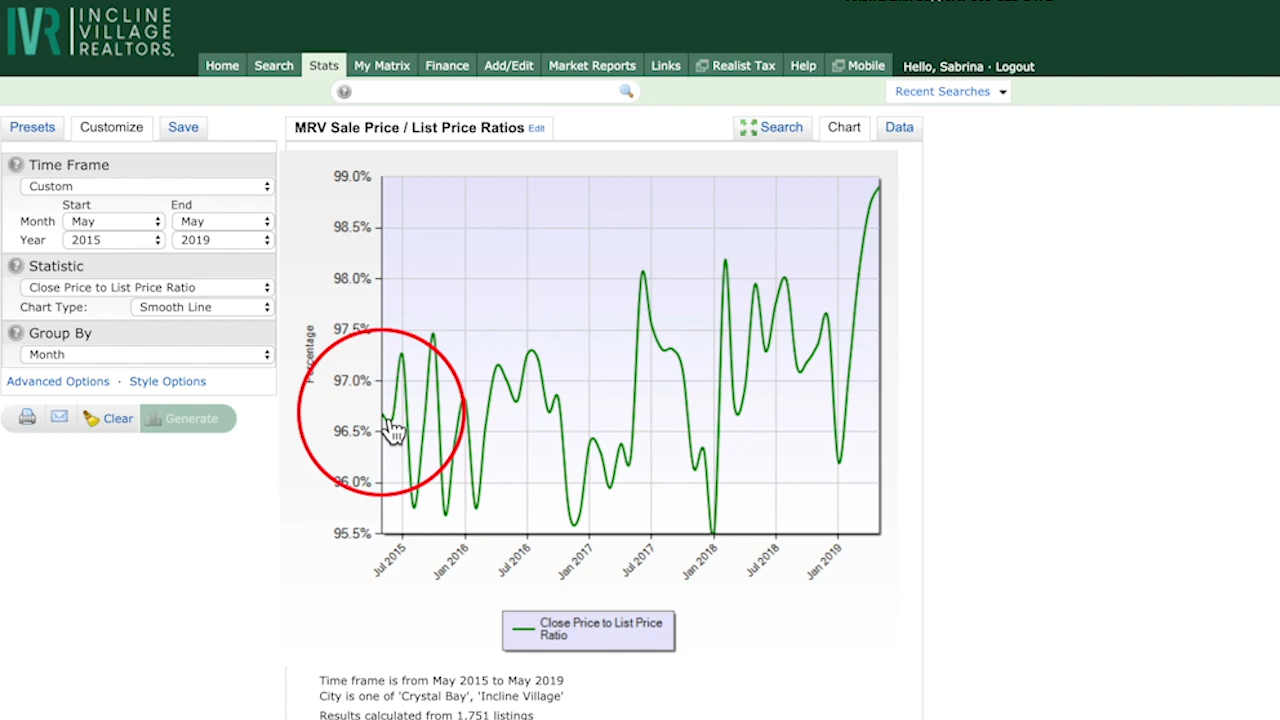 IVR INCLINE
VILLAGE
REALTORS.
Home Search Stats My Matrix Finance Add/Edit Market Reports Links Realist Tax Help Mobile Hello, Sabrina · Logout
Recent Searches
Presets Customize Save
MRV Sale Price / List Price Ratios Edit
Search Chart Data
Time Frame
Custom
Start End
Month May May
Year 2015 2019
Statistic
Close Price to List Price Ratio
Chart Type: Smooth Line
Group By
Month
Advanced Options · Style Options
Clear Generate
99.0%
98.5%
98.0%
97.5%
97.0%
96.5%
96.0%
95.5%
Percentage
Jul 2015
Jan 2016
Jul 2016
Jan 2017
Jul 2017
Jan 2018
Jul 2018
Jan 2019
Close Price to List Price
Ratio
Time frame is from May 2015 to May 2019
City is one of 'Crystal Bay', 'Incline Village'
Results calculated from 1,751 listings